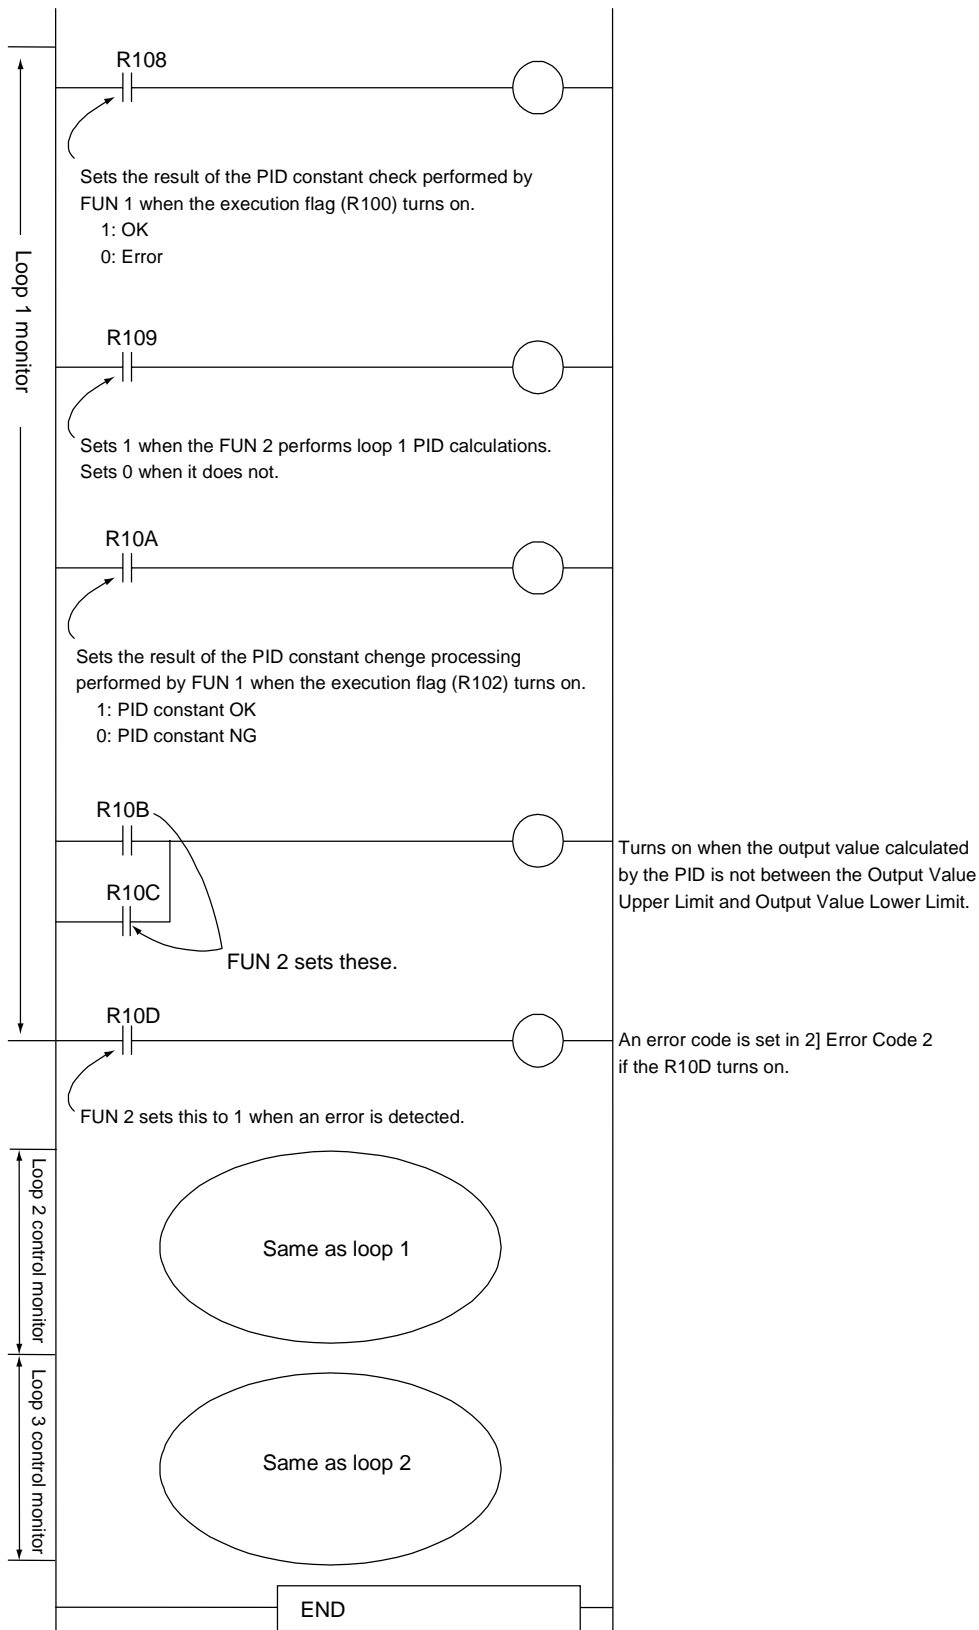 R108
Sets the result of the PID constant check performed by
FUN 1 when the execution flag (R100) turns on.
1: OK
0: Error
Loop 1 monitor
R109
Sets 1 when the FUN 2 performs loop 1 PID calculations.
Sets 0 when it does not.
R10A
Sets the result of the PID constant chenge processing
performed by FUN 1 when the execution flag (R102) turns on.
1: PID constant OK
0: PID constant NG
R10B
Turns on when the output value calculated
by the PID is not between the Output Value
Upper Limit and Output Value Lower Limit.
R10C
FUN 2 sets these.
R10D
An error code is set in 2] Error Code 2
if the R10D turns on.
FUN 2 sets this to 1 when an error is detected.
Loop 2 control monitor
Same as loop 1
Loop 3 control monitor
Same as loop 2
END